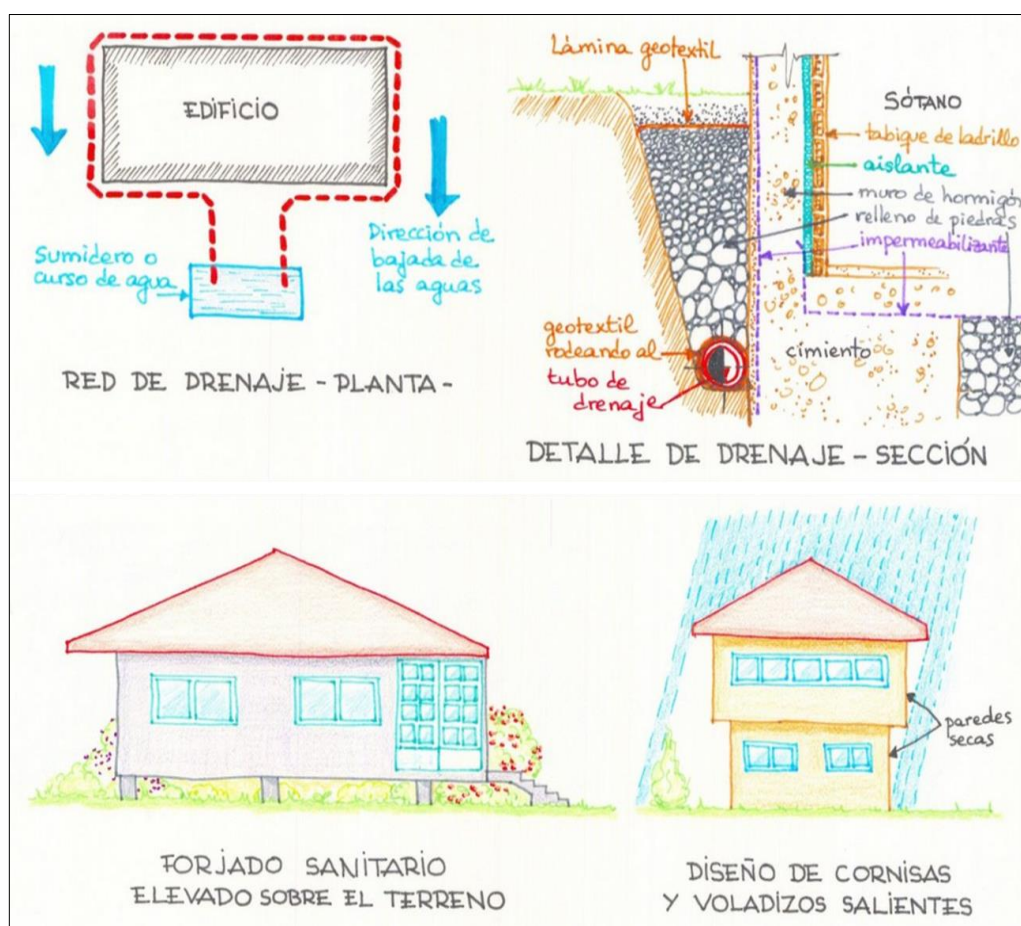 EDIFICIO
Sumidero o
curso de agua
Dirección de
bajada de
las aguas
RED DE DRENAJE - PLANTA -
Lámina geotextil
SÓTANO
tabique de ladrillo
aislante
muro de hormigón
relleno de piedras
impermeabilizante
geotextil
rodeando al
tubo de
drenaje
cimiento
DETALLE DE DRENAJE - SECCIÓN
FORJADO SANITARIO
ELEVADO SOBRE EL TERRENO
paredes
secas
DISEÑO DE CORNISAS
Y VOLADIZOS SALIENTES